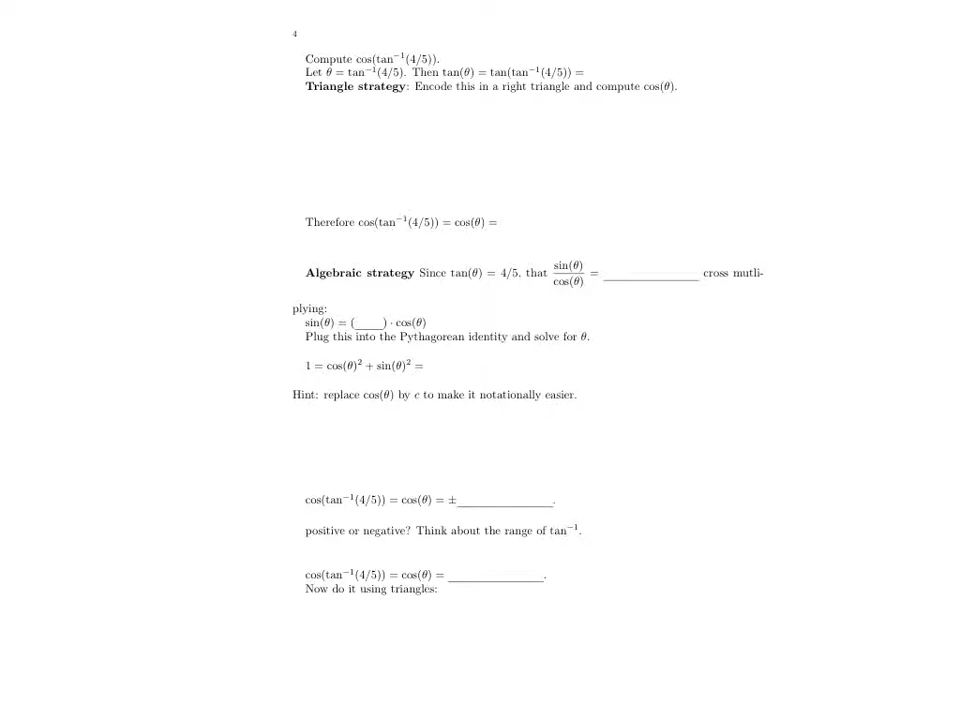 4
Compute cos(tan⁻¹(4/5)).
Let θ = tan⁻¹(4/5). Then tan(θ) = tan(tan⁻¹(4/5)) =
Triangle strategy: Encode this in a right triangle and compute cos(θ).
Therefore cos(tan⁻¹(4/5)) = cos(θ) =
Algebraic strategy Since tan(θ) = 4/5, that sin(θ)/cos(θ) = ______________ cross mutli-
plying:
sin(θ) = (____) · cos(θ)
Plug this into the Pythagorean identity and solve for θ.
1 = cos(θ)² + sin(θ)² =
Hint: replace cos(θ) by c to make it notationally easier.
cos(tan⁻¹(4/5)) = cos(θ) = ±______________.
positive or negative? Think about the range of tan⁻¹.
cos(tan⁻¹(4/5)) = cos(θ) = ______________.
Now do it using triangles: